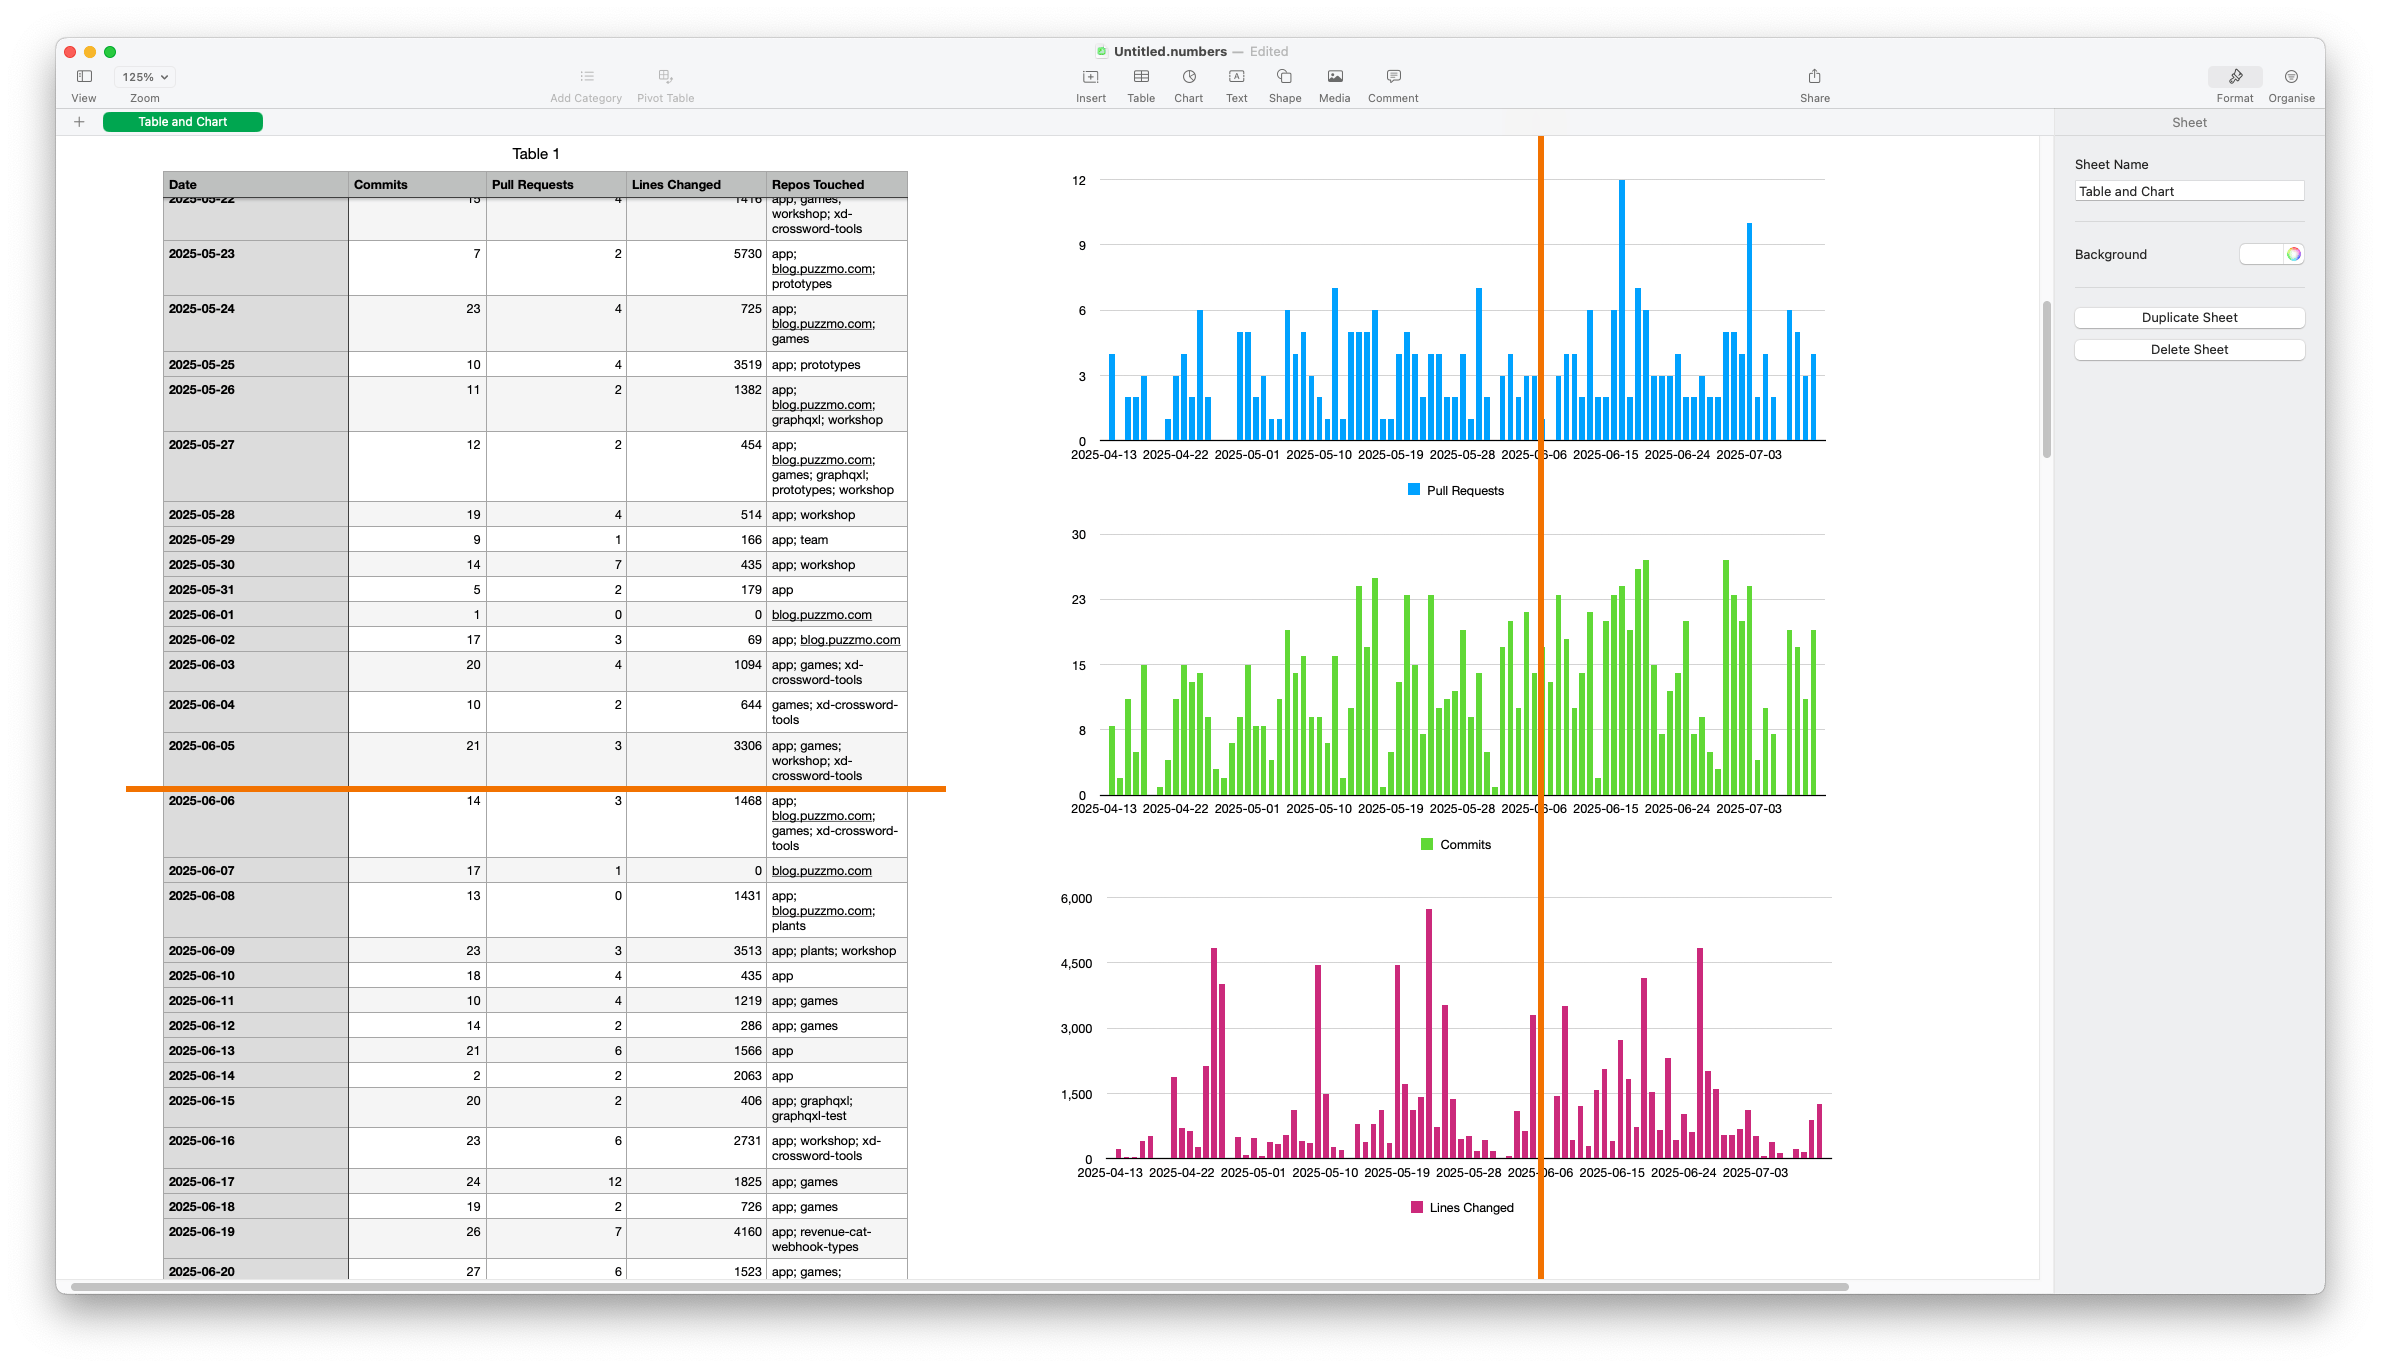 Untitled.numbers — Edited
125%
View
Zoom
Add Category
Pivot Table
Insert
Table
Chart
Text
Shape
Media
Comment
Share
Format
Organise
+
Table and Chart
Sheet
Table 1
Date Commits Pull Requests Lines Changed Repos Touched
2025-05-22 15 4 1416 app; games;
workshop; xd-
crossword-tools
2025-05-23 7 2 5730 app;
blog.puzzmo.com;
prototypes
2025-05-24 23 4 725 app;
blog.puzzmo.com;
games
2025-05-25 10 4 3519 app; prototypes
2025-05-26 11 2 1382 app;
blog.puzzmo.com;
graphqxl; workshop
2025-05-27 12 2 454 app;
blog.puzzmo.com;
games; graphqxl;
prototypes; workshop
2025-05-28 19 4 514 app; workshop
2025-05-29 9 1 166 app; team
2025-05-30 14 7 435 app; workshop
2025-05-31 5 2 179 app
2025-06-01 1 0 0 blog.puzzmo.com
2025-06-02 17 3 69 app; blog.puzzmo.com
2025-06-03 20 4 1094 app; games; xd-
crossword-tools
2025-06-04 10 2 644 games; xd-crossword-
tools
2025-06-05 21 3 3306 app; games;
workshop; xd-
crossword-tools
2025-06-06 14 3 1468 app;
blog.puzzmo.com;
games; xd-crossword-
tools
2025-06-07 17 1 0 blog.puzzmo.com
2025-06-08 13 0 1431 app;
blog.puzzmo.com;
plants
2025-06-09 23 3 3513 app; plants; workshop
2025-06-10 18 4 435 app
2025-06-11 10 4 1219 app; games
2025-06-12 14 2 286 app; games
2025-06-13 21 6 1566 app
2025-06-14 2 2 2063 app
2025-06-15 20 2 406 app; graphqxl;
graphqxl-test
2025-06-16 23 6 2731 app; workshop; xd-
crossword-tools
2025-06-17 24 12 1825 app; games
2025-06-18 19 2 726 app; games
2025-06-19 26 7 4160 app; revenue-cat-
webhook-types
2025-06-20 27 6 1523 app; games;
12
9
6
3
0
2025-04-13 2025-04-22 2025-05-01 2025-05-10 2025-05-19 2025-05-28 2025-06-06 2025-06-15 2025-06-24 2025-07-03
Pull Requests
30
23
15
8
0
2025-04-13 2025-04-22 2025-05-01 2025-05-10 2025-05-19 2025-05-28 2025-06-06 2025-06-15 2025-06-24 2025-07-03
Commits
6,000
4,500
3,000
1,500
0
2025-04-13 2025-04-22 2025-05-01 2025-05-10 2025-05-19 2025-05-28 2025-06-06 2025-06-15 2025-06-24 2025-07-03
Lines Changed
Sheet Name
Table and Chart
Background
Duplicate Sheet
Delete Sheet